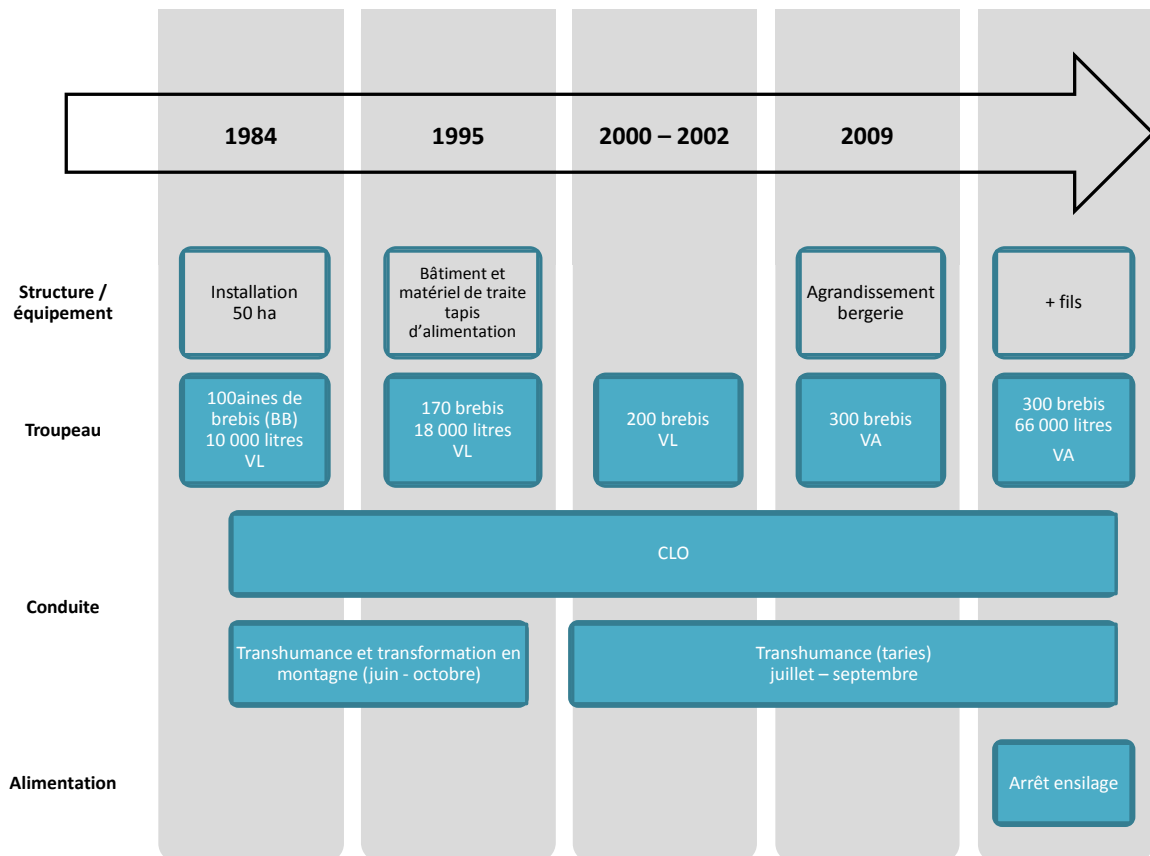 1984
1995
2000 – 2002
2009
Structure /
équipement
Installation
50 ha
Bâtiment et
matériel de traite
tapis
d'alimentation
Agrandissement
bergerie
+ fils
Troupeau
100aines de
brebis (BB)
10 000 litres
VL
170 brebis
18 000 litres
VL
200 brebis
VL
300 brebis
VA
300 brebis
66 000 litres
VA
Conduite
CLO
Transhumance et transformation en
montagne (juin - octobre)
Transhumance (taries)
juillet – septembre
Alimentation
Arrêt ensilage